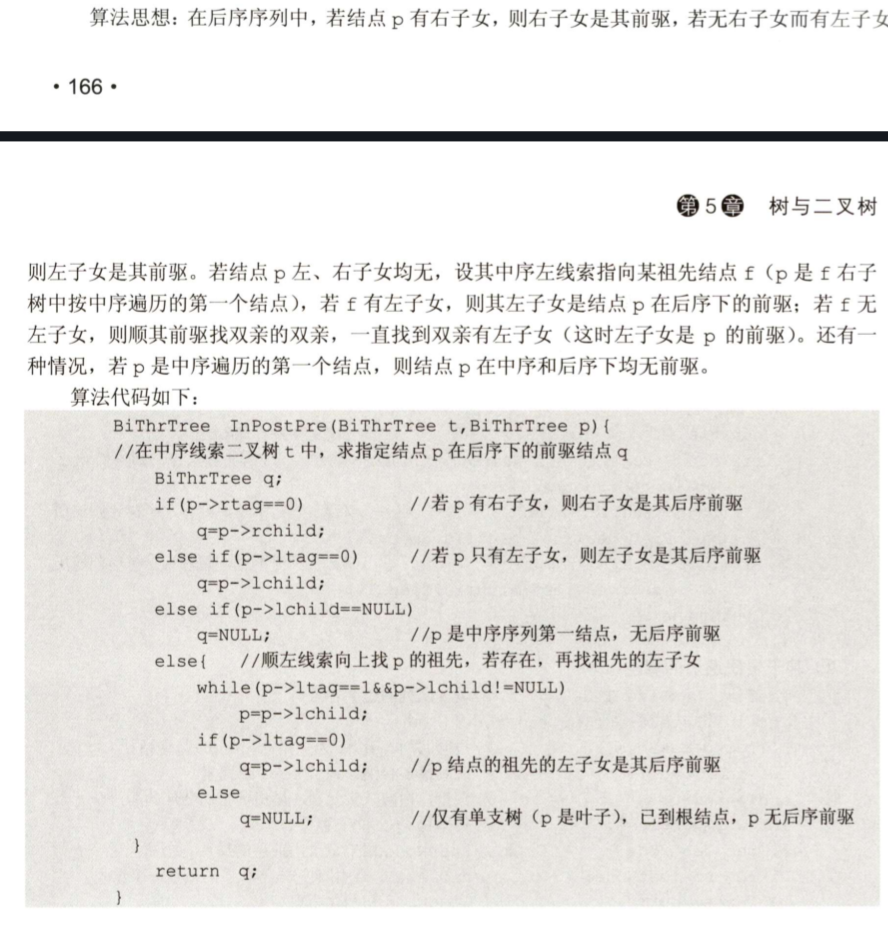 算法思想：在后序序列中，若结点 p 有右子女，则右子女是其前驱，若无右子女而有左子女
• 166 •
第5章 树与二叉树
则左子女是其前驱。若结点 p 左、右子女均无，设其中序左线索指向某祖先结点 f（p 是 f 右子
树中按中序遍历的第一个结点），若 f 有左子女，则其左子女是结点 p 在后序下的前驱；若 f 无
左子女，则顺其前驱找双亲的双亲，一直找到双亲有左子女（这时左子女是 p 的前驱）。还有一
种情况，若 p 是中序遍历的第一个结点，则结点 p 在中序和后序下均无前驱。
算法代码如下：
BiThrTree InPostPre(BiThrTree t,BiThrTree p){
//在中序线索二叉树 t 中，求指定结点 p 在后序下的前驱结点 q
BiThrTree q;
if(p->rtag==0) //若 p 有右子女，则右子女是其后序前驱
q=p->rchild;
else if(p->ltag==0) //若 p 只有左子女，则左子女是其后序前驱
q=p->lchild;
else if(p->lchild==NULL)
q=NULL; //p 是中序序列第一结点，无后序前驱
else{ //顺左线索向上找 p 的祖先，若存在，再找祖先的左子女
while(p->ltag==1&&p->lchild!=NULL)
p=p->lchild;
if(p->ltag==0)
q=p->lchild; //p 结点的祖先的左子女是其后序前驱
else
q=NULL; //仅有单支树（p 是叶子），已到根结点，p 无后序前驱
}
return q;
}